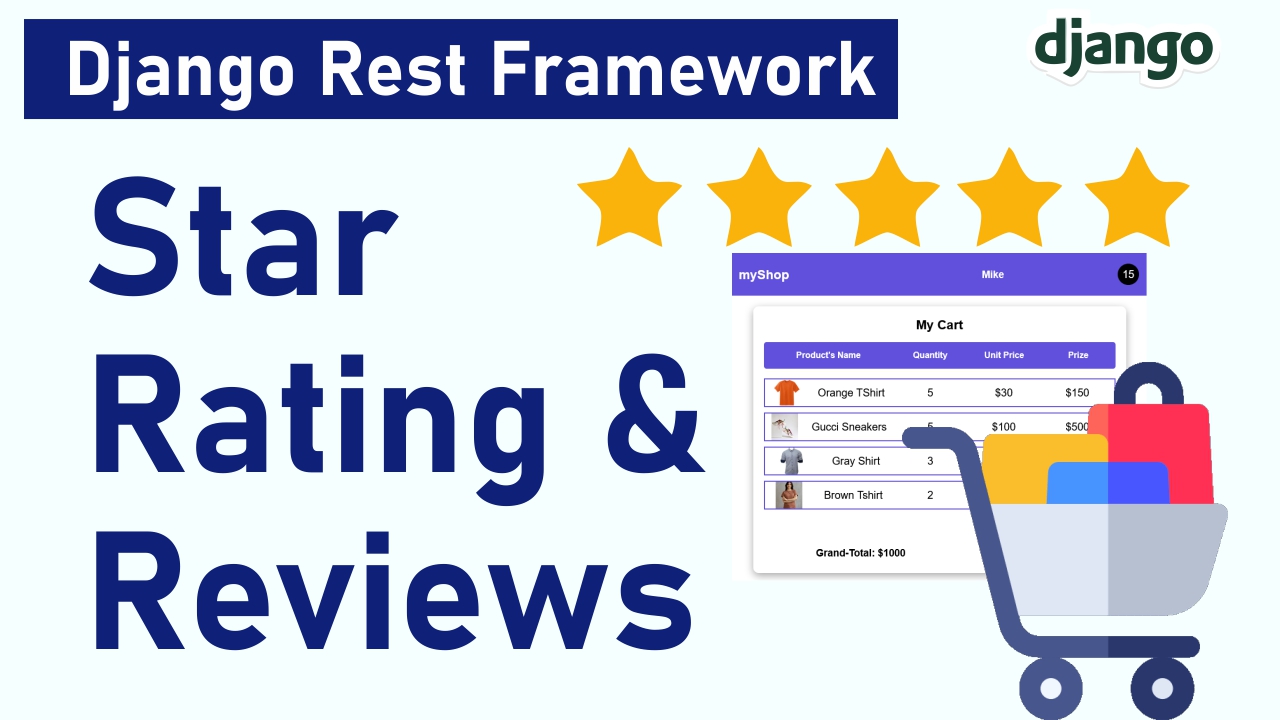 Django Rest Framework
django
Star
Rating &
Reviews
myShop Mike 15
My Cart
Product's Name Quantity Unit Price Prize
Orange TShirt 5 $30 $150
Gucci Sneakers 5 $100 $500
Gray Shirt 3
Brown Tshirt 2
Grand-Total: $1000